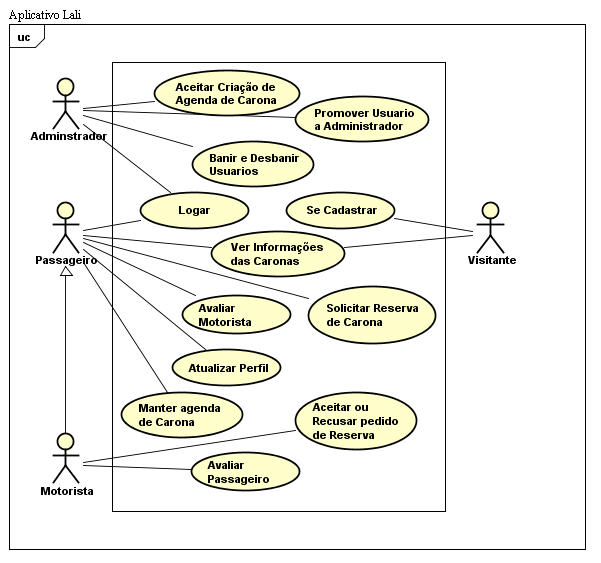 Aplicativo Lali
uc
Aceitar Criação de
Agenda de Carona
Promover Usuario
a Administrador
Adminstrador
Banir e Desbanir
Usuarios
Logar
Se Cadastrar
Passageiro
Ver Informações
das Caronas
Visitante
Avaliar
Motorista
Solicitar Reserva
de Carona
Atualizar Perfil
Manter agenda
de Carona
Aceitar ou
Recusar pedido
de Reserva
Motorista
Avaliar
Passageiro